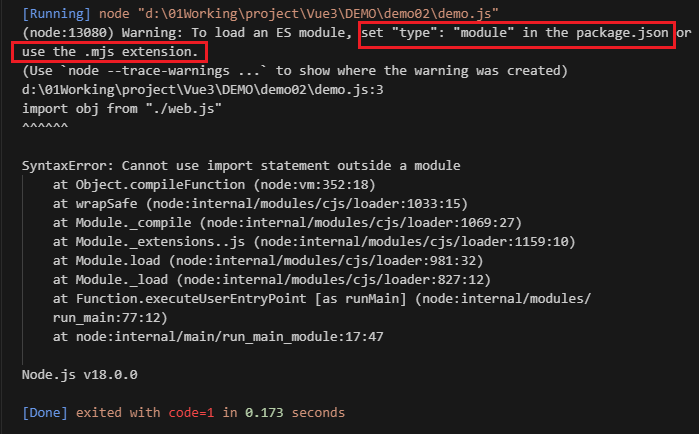 [Running] node "d:\01Working\project\Vue3\DEMO\demo02\demo.js"
(node:13080) Warning: To load an ES module, set "type": "module" in the package.json or
use the .mjs extension.
(Use `node --trace-warnings ...` to show where the warning was created)
d:\01Working\project\Vue3\DEMO\demo02\demo.js:3
import obj from "./web.js"
^^^^^^
SyntaxError: Cannot use import statement outside a module
at Object.compileFunction (node:vm:352:18)
at wrapSafe (node:internal/modules/cjs/loader:1033:15)
at Module._compile (node:internal/modules/cjs/loader:1069:27)
at Module._extensions..js (node:internal/modules/cjs/loader:1159:10)
at Module.load (node:internal/modules/cjs/loader:981:32)
at Module._load (node:internal/modules/cjs/loader:827:12)
at Function.executeUserEntryPoint [as runMain] (node:internal/modules/
run_main:77:12)
at node:internal/main/run_main_module:17:47
Node.js v18.0.0
[Done] exited with code=1 in 0.173 seconds